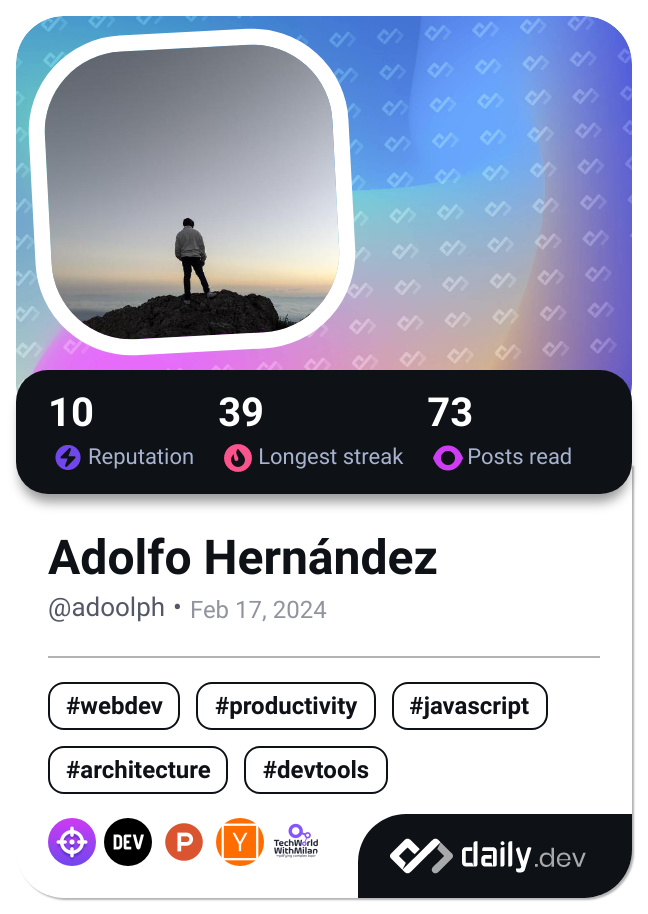 10 39 73
Reputation Longest streak Posts read
Adolfo Hernández
@adoolph • Feb 17, 2024
#webdev #productivity #javascript
#architecture #devtools
DEV P Y TechWorld
WithMilan
daily.dev